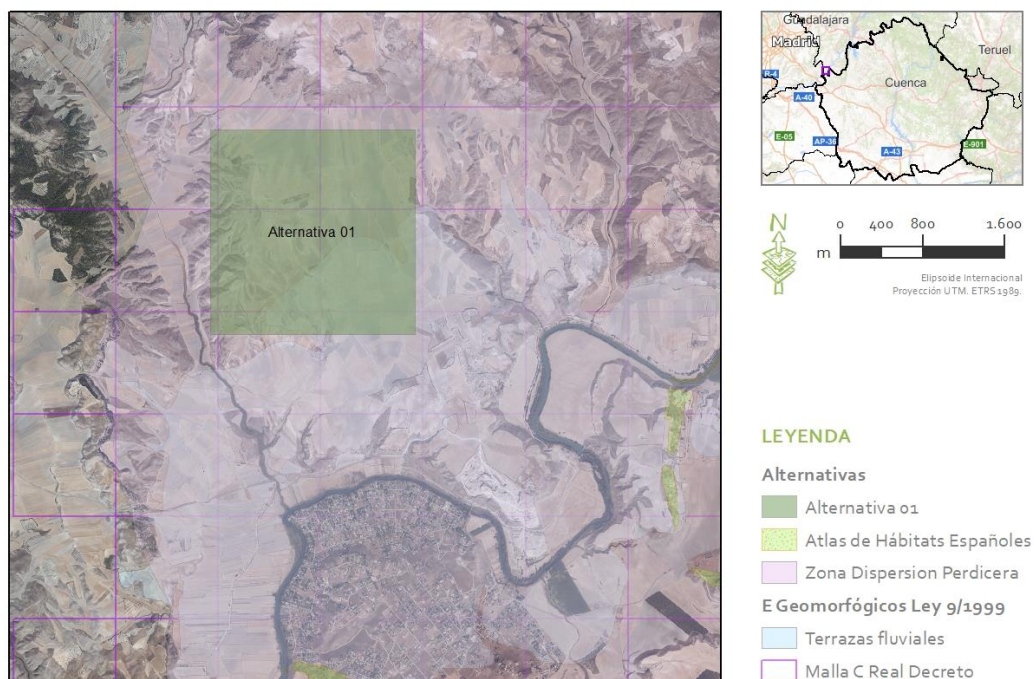 Alternativa 01
Guadalajara
Madrid
Teruel
R-4
Cuenca
A-40
E-05
AP-36
A-43
E-901
N
0 400 800 1.600
m
Elipsoide Internacional
Proyección UTM. ETRS 1989.
LEYENDA
Alternativas
Alternativa 01
Atlas de Hábitats Españoles
Zona Dispersion Perdicera
E Geomorfógicos Ley 9/1999
Terrazas fluviales
Malla C Real Decreto